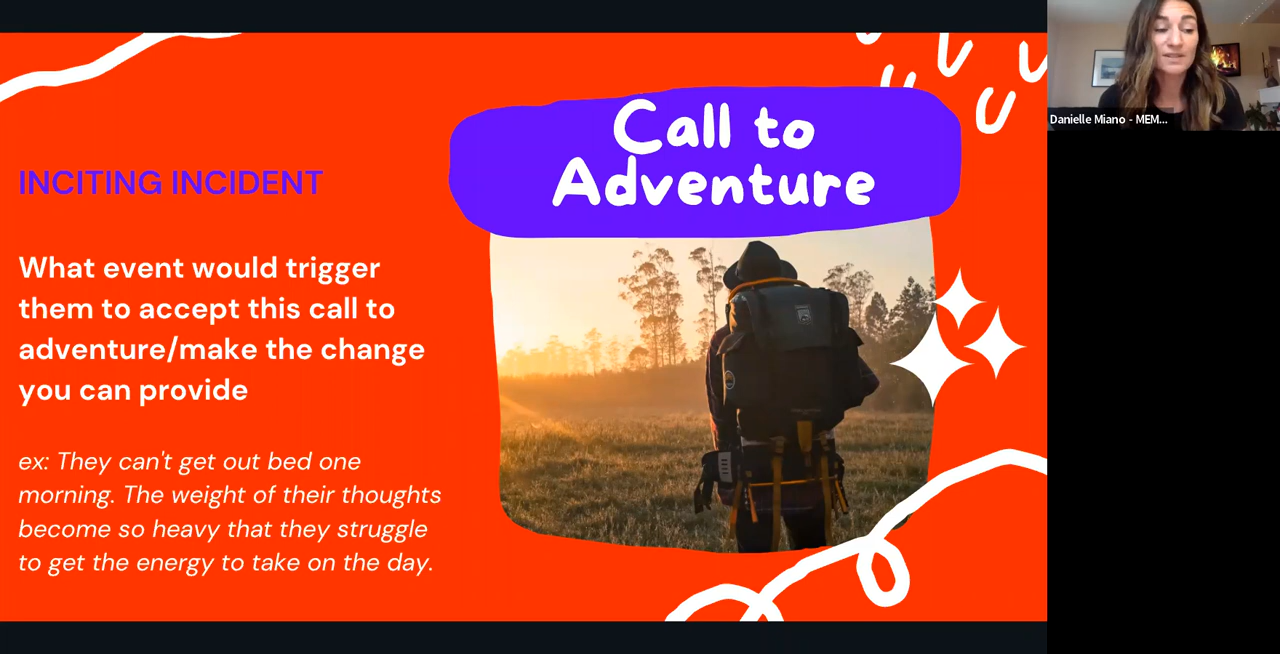 Call to
Adventure
INCITING INCIDENT
What event would trigger
them to accept this call to
adventure/make the change
you can provide
ex: They can't get out bed one
morning. The weight of their thoughts
become so heavy that they struggle
to get the energy to take on the day.
Danielle Miano - MEM...